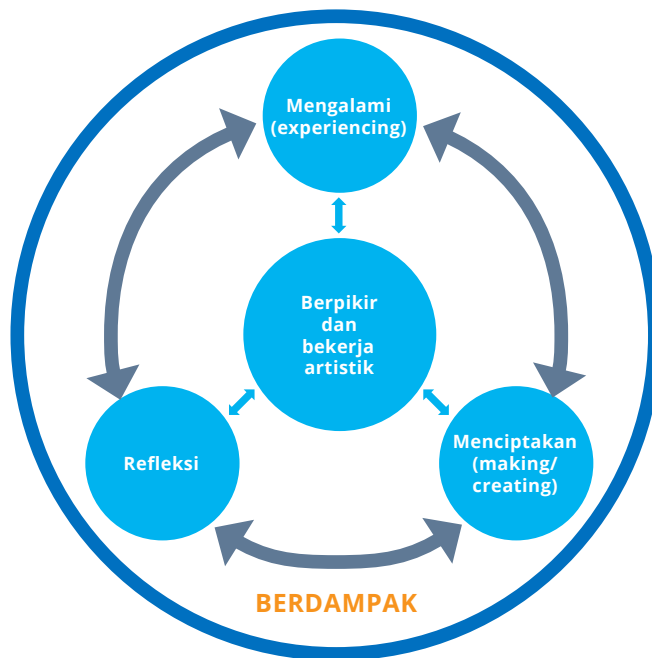 Mengalami
(experiencing)
Berpikir
dan
bekerja
artistik
Refleksi
Menciptakan
(making/
creating)
BERDAMPAK